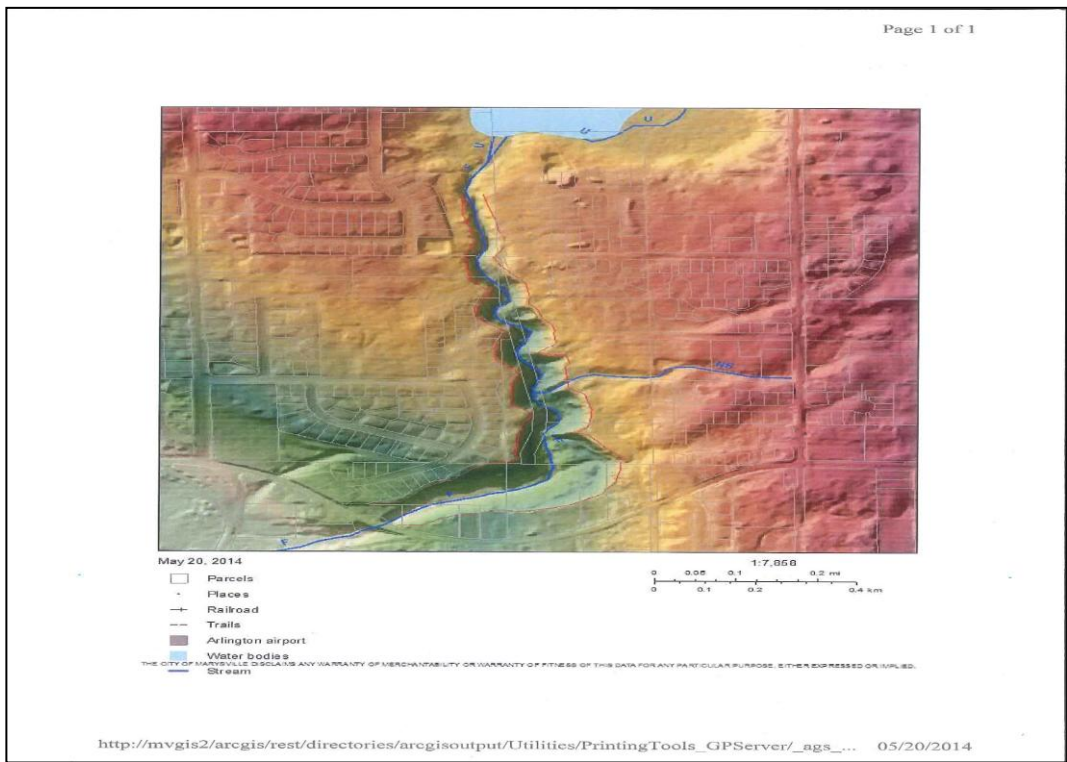 Page 1 of 1
U
U
U
NN
F
May 20, 2014
1:7,858
0 0.05 0.1 0.2 mi
0 0.1 0.2 0.4 km
Parcels
Places
Railroad
Trails
Arlington airport
Water bodies
THE CITY OF MARYSVILLE DISCLAIMS ANY WARRANTY OF MERCHANTABILITY OR WARRANTY OF FITNESS OF THIS DATA FOR ANY PARTICULAR PURPOSE, EITHER EXPRESSED OR IMPLIED.
Stream
http://mvgis2/arcgis/rest/directories/arcgisoutput/Utilities/PrintingTools_GPServer/_ags_... 05/20/2014